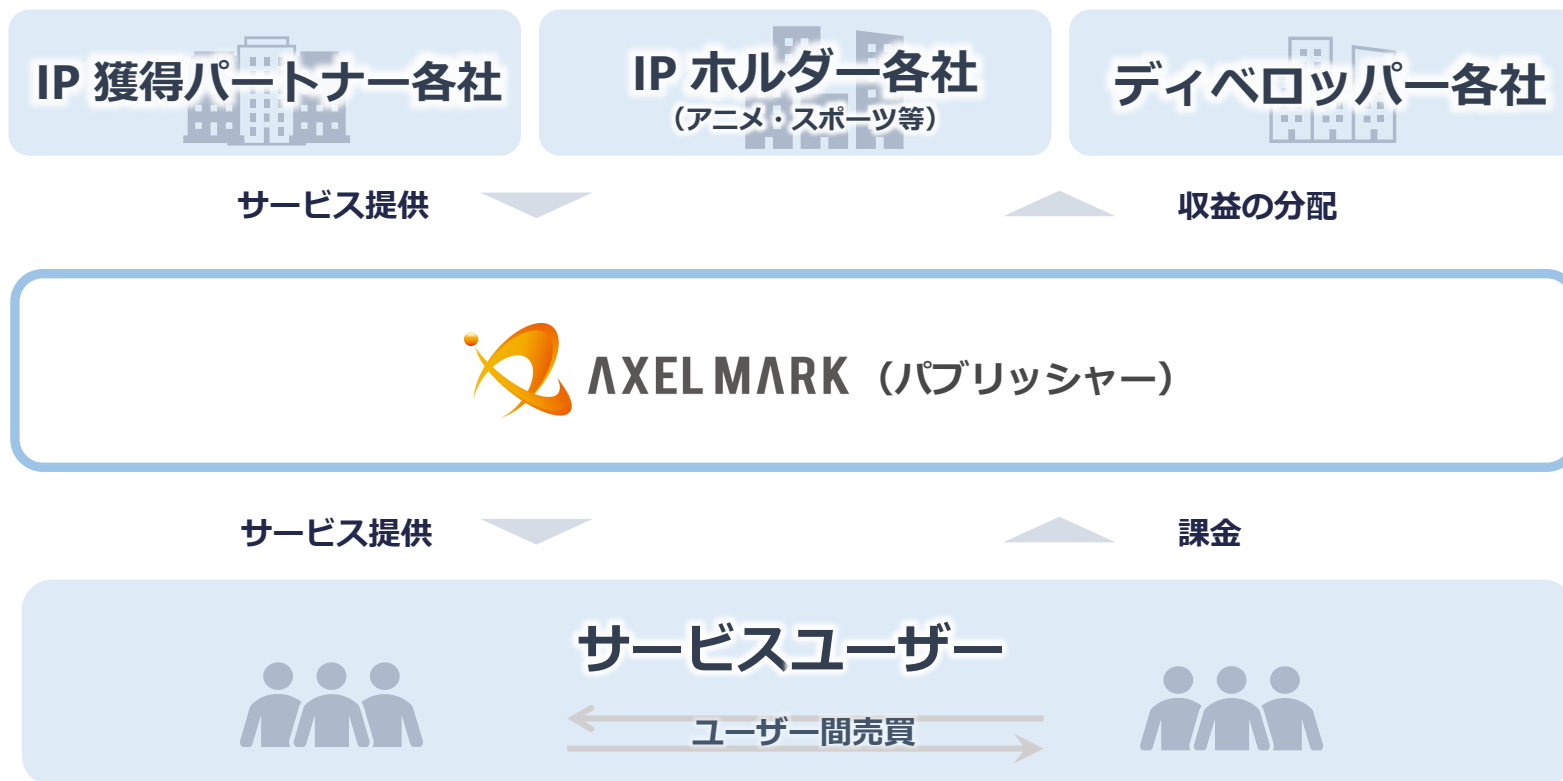 IP 獲得パートナー各社
IP ホルダー各社
（アニメ・スポーツ等）
ディベロッパー各社
サービス提供
収益の分配
AXEL MARK（パブリッシャー）
サービス提供
課金
サービスユーザー
ユーザー間売買